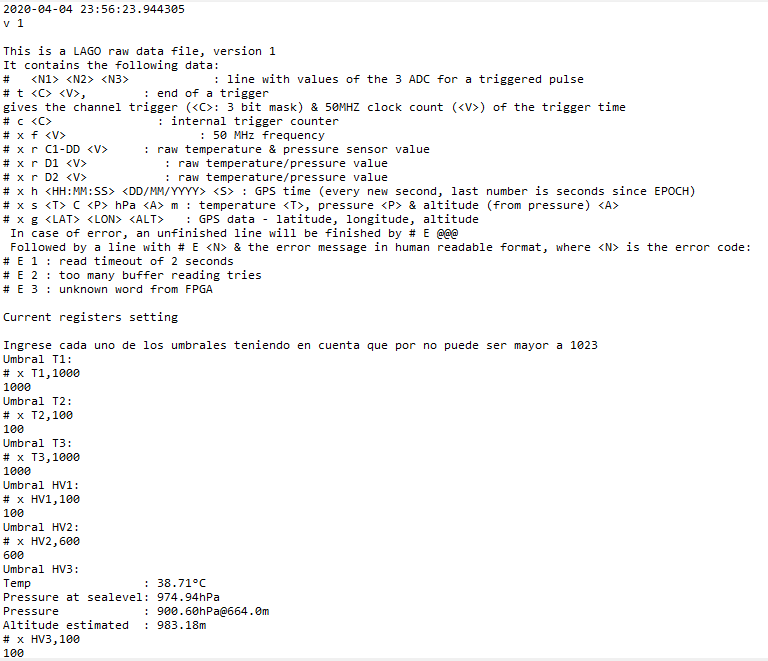 2020-04-04 23:56:23.944305
v 1
This is a LAGO raw data file, version 1
It contains the following data:
#   <N1> <N2> <N3>            : line with values of the 3 ADC for a triggered pulse
# t <C> <V>,        : end of a trigger
gives the channel trigger (<C>: 3 bit mask) & 50MHZ clock count (<V>) of the trigger time
# c <C>               : internal trigger counter
# x f <V>                   : 50 MHz frequency
# x r C1-DD <V>     : raw temperature & pressure sensor value
# x r D1 <V>           : raw temperature/pressure value
# x r D2 <V>           : raw temperature/pressure value
# x h <HH:MM:SS> <DD/MM/YYYY> <S> : GPS time (every new second, last number is seconds since EPOCH)
# x s <T> C <P> hPa <A> m : temperature <T>, pressure <P> & altitude (from pressure) <A>
# x g <LAT> <LON> <ALT>   : GPS data - latitude, longitude, altitude
 In case of error, an unfinished line will be finished by # E @@@
 Followed by a line with # E <N> & the error message in human readable format, where <N> is the error code:
# E 1 : read timeout of 2 seconds
# E 2 : too many buffer reading tries
# E 3 : unknown word from FPGA
Current registers setting
Ingrese cada uno de los umbrales teniendo en cuenta que por no puede ser mayor a 1023
Umbral T1:
# x T1,1000
1000
Umbral T2:
# x T2,100
100
Umbral T3:
# x T3,1000
1000
Umbral HV1:
# x HV1,100
100
Umbral HV2:
# x HV2,600
600
Umbral HV3:
Temp                : 38.71°C
Pressure at sealevel: 974.94hPa
Pressure            : 900.60hPa@664.0m
Altitude estimated  : 983.18m
# x HV3,100
100